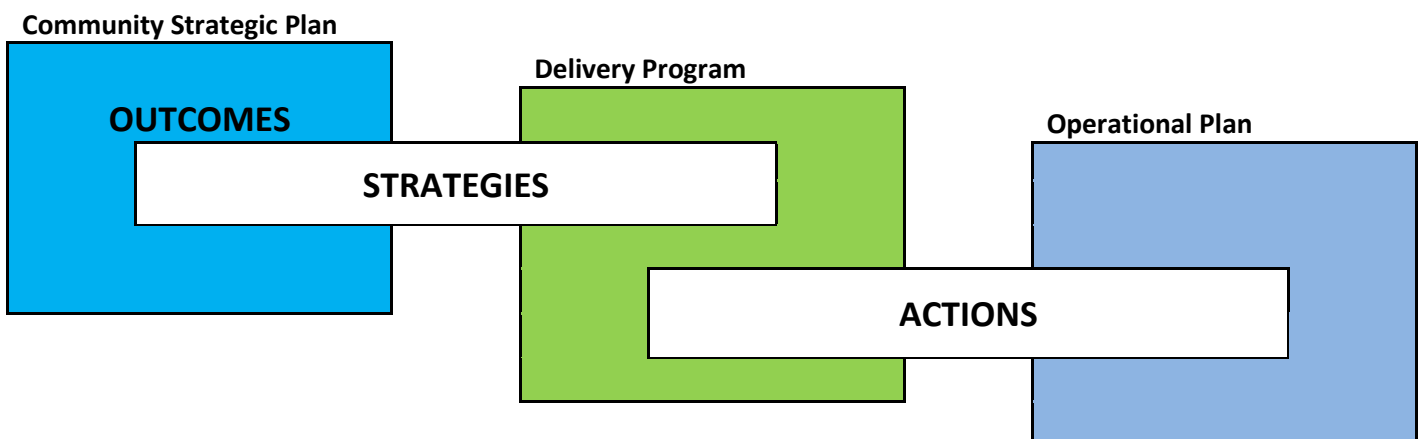 Community Strategic Plan
Delivery Program
OUTCOMES
Operational Plan
STRATEGIES
ACTIONS